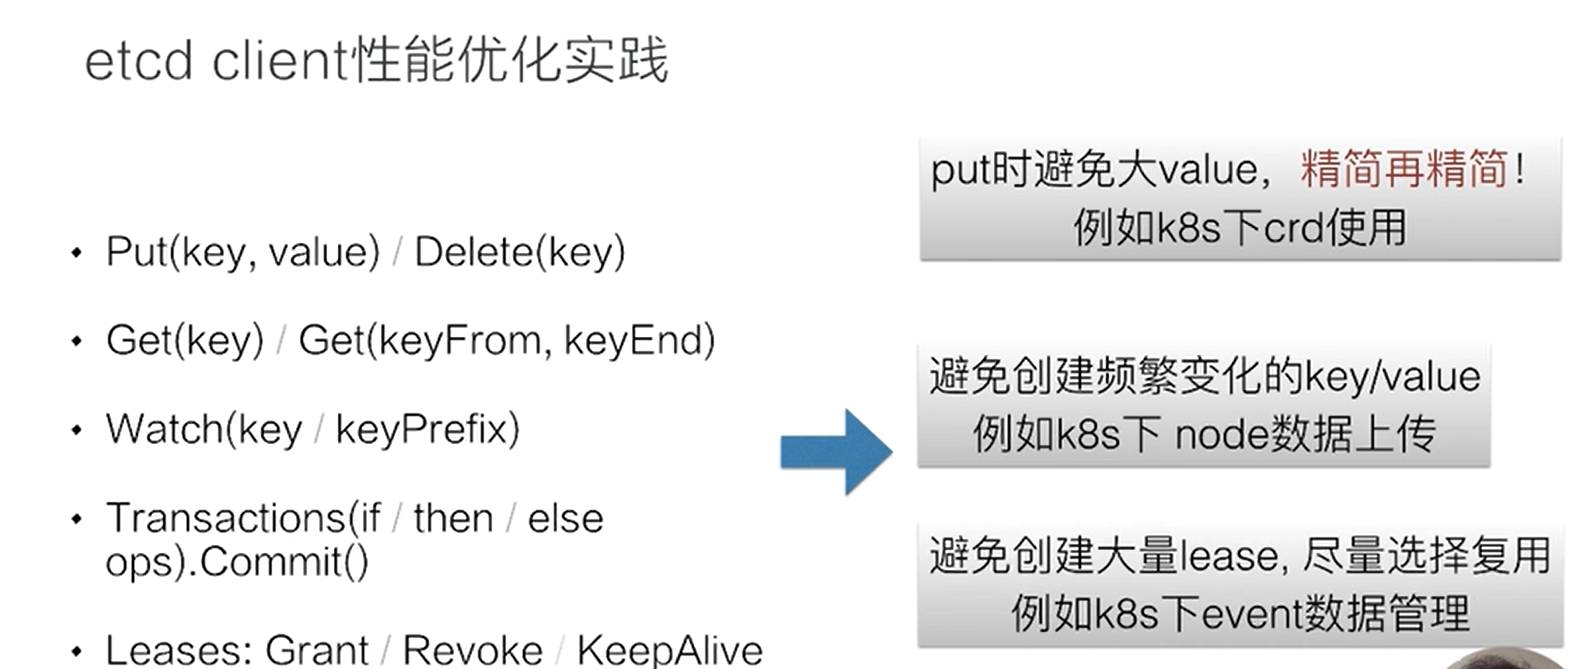 etcd client性能优化实践
• Put(key, value) / Delete(key)
• Get(key) / Get(keyFrom, keyEnd)
• Watch(key / keyPrefix)
• Transactions(if / then / else
ops).Commit()
• Leases: Grant / Revoke / KeepAlive
put时避免大value，精简再精简！
例如k8s下crd使用
避免创建频繁变化的key/value
例如k8s下 node数据上传
避免创建大量lease, 尽量选择复用
例如k8s下event数据管理